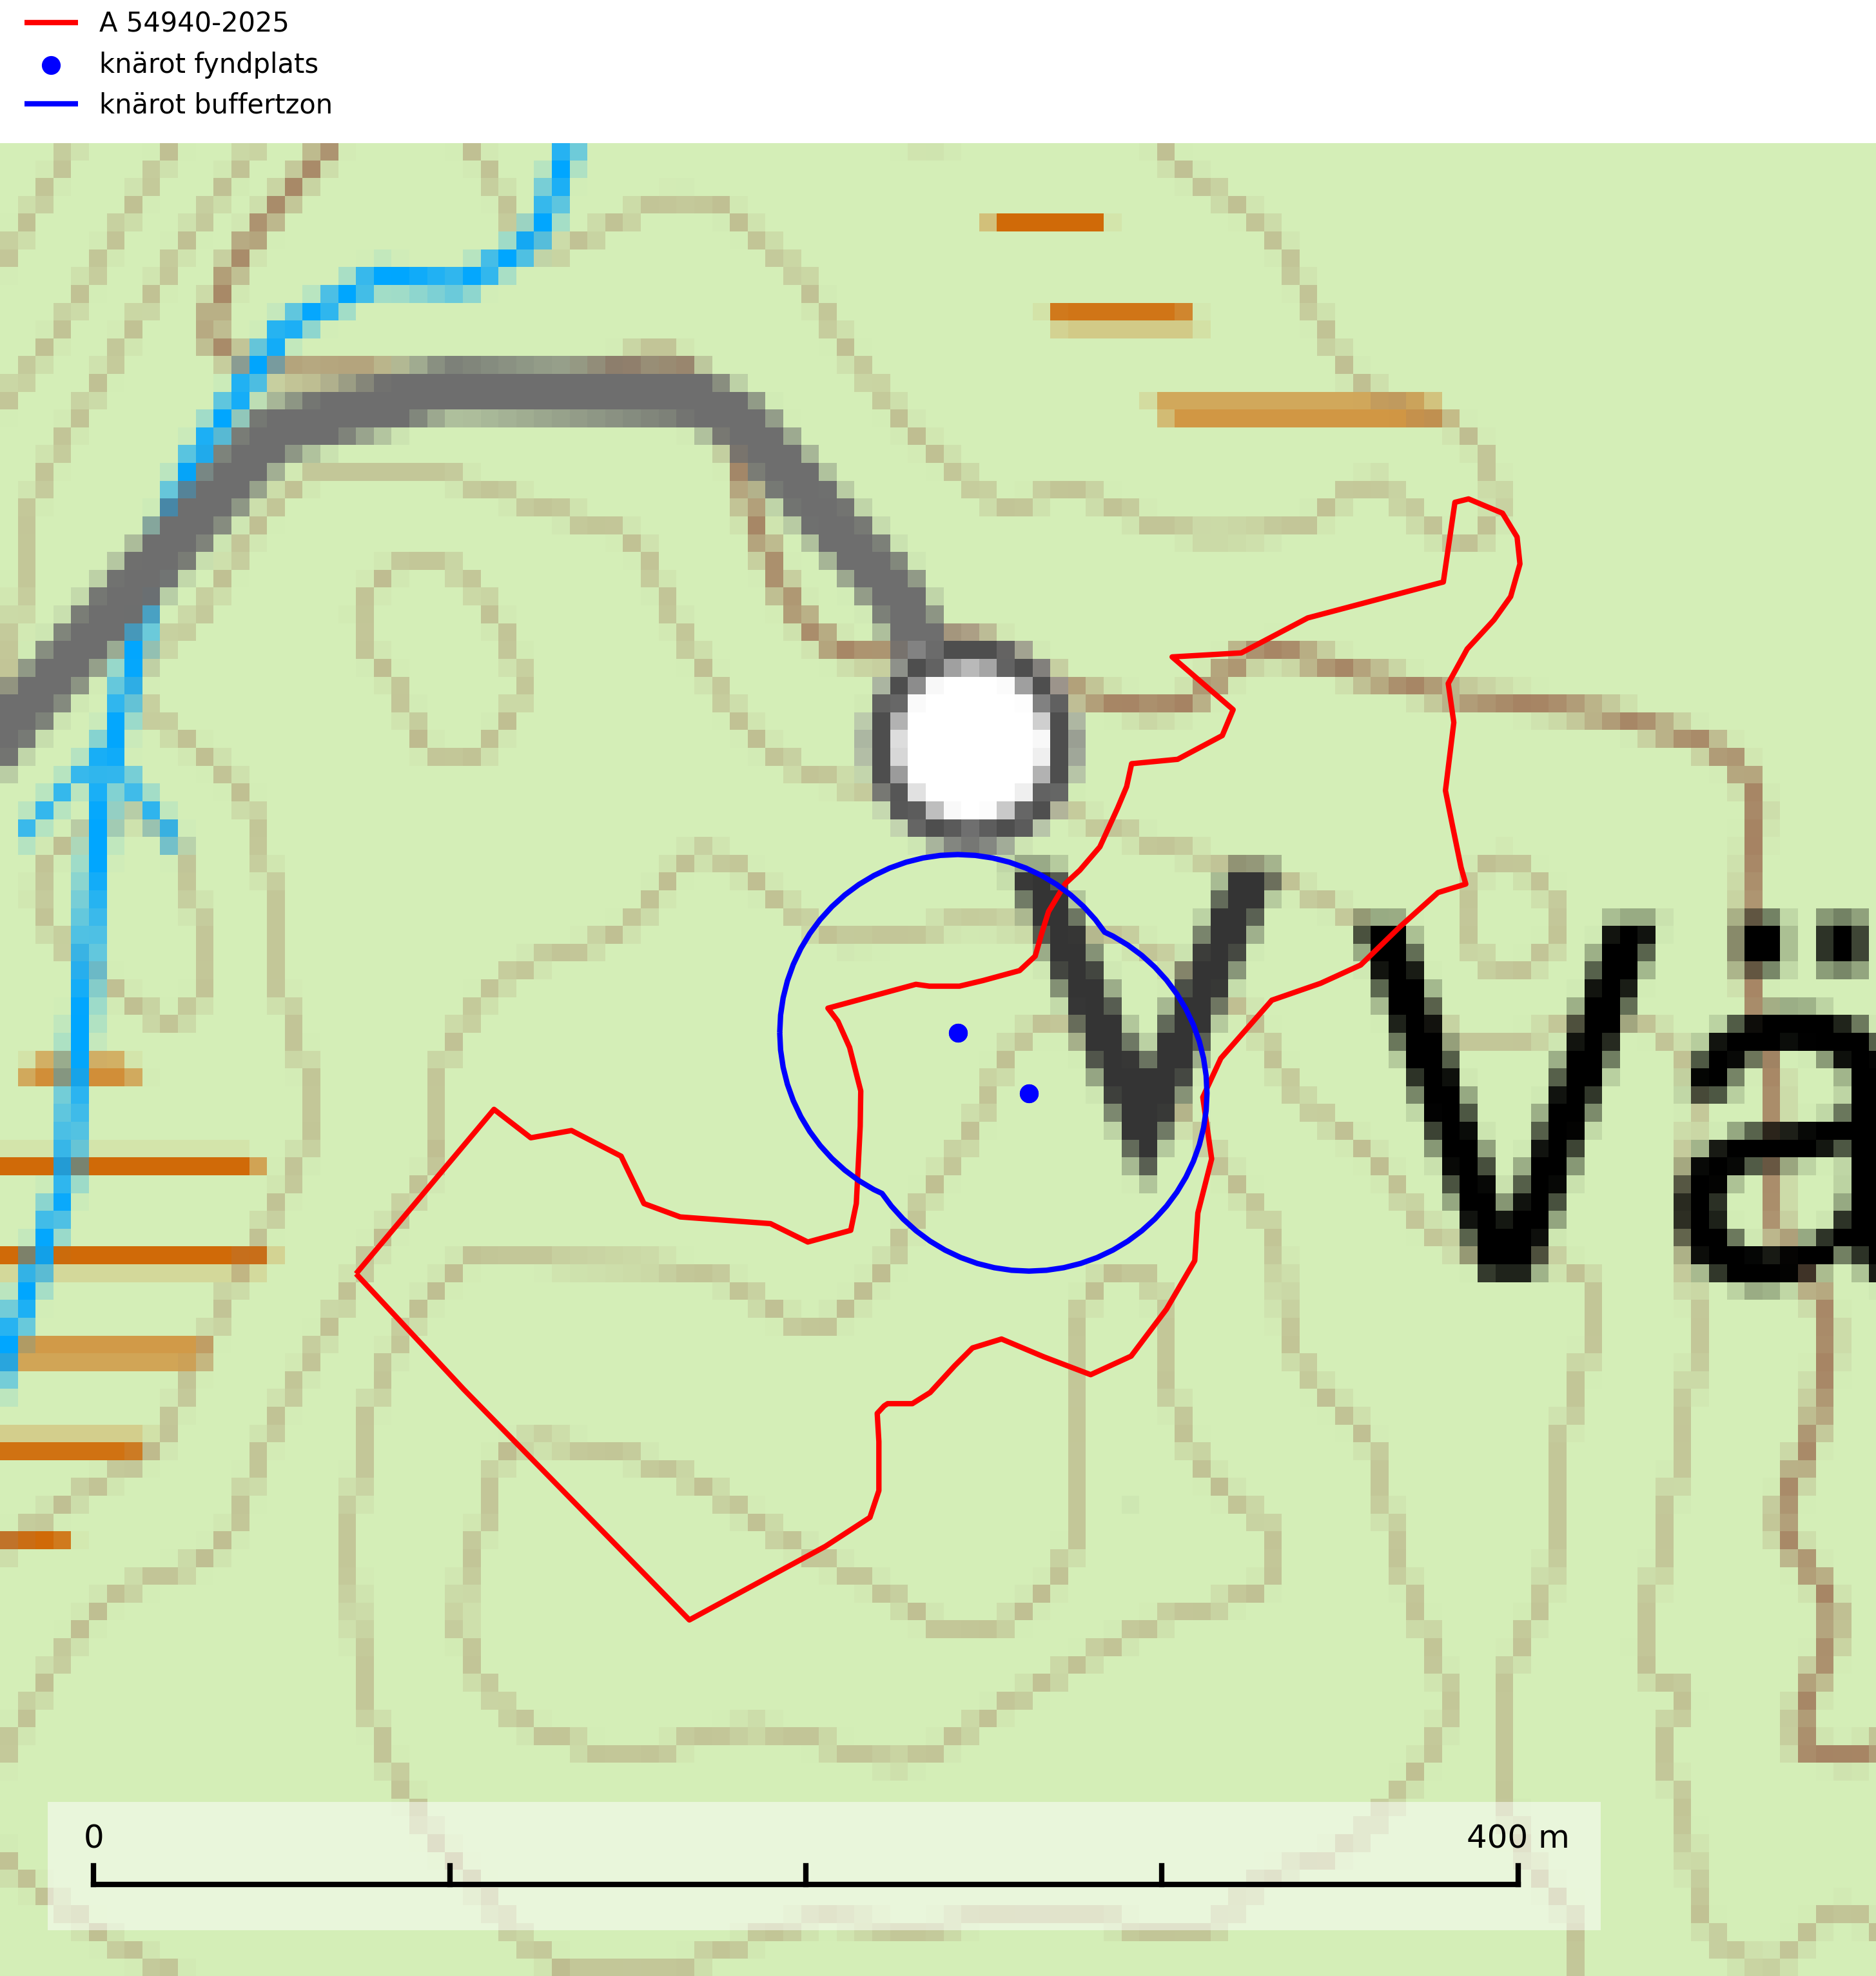 A 54940-2025
knärot fyndplats
knärot buffertzon
V
Vä
0 400 m